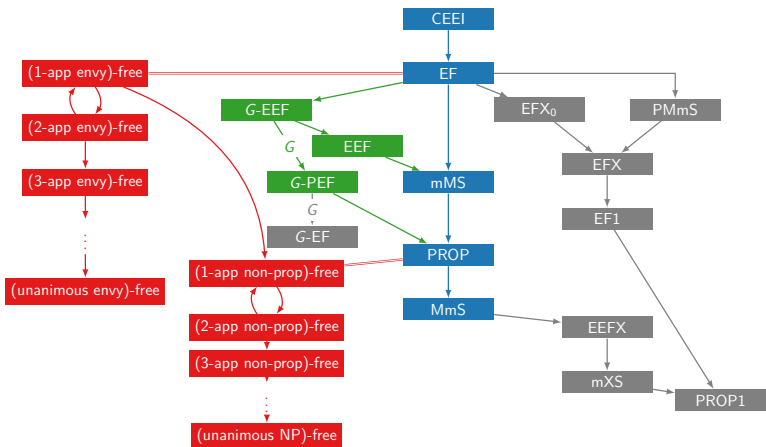 CEEI
(1-app envy)-free
EF
G-EEF
EFX₀
PMmS
(2-app envy)-free
G
EEF
EFX
(3-app envy)-free
G-PEF
mMS
G
EF1
⋮
G-EF
PROP
(1-app non-prop)-free
(unanimous envy)-free
MmS
(2-app non-prop)-free
EEFX
(3-app non-prop)-free
mXS
PROP1
⋮
(unanimous NP)-free